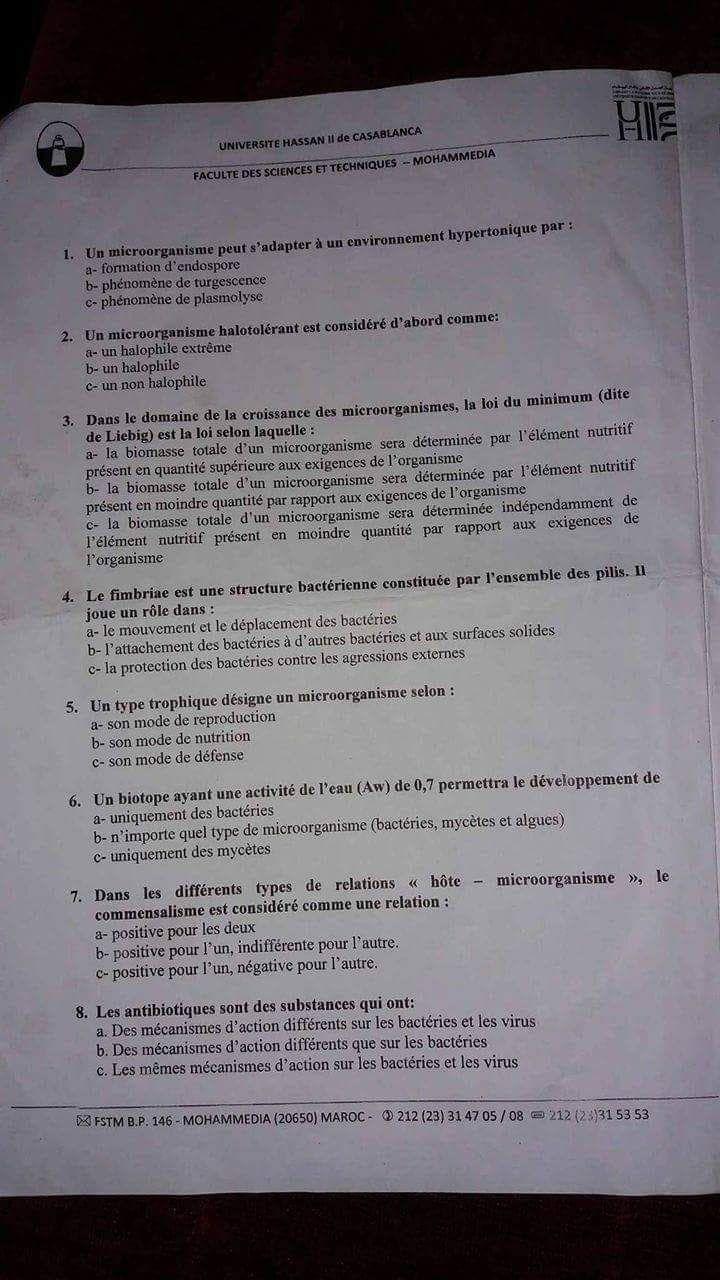 UNIVERSITE HASSAN II de CASABLANCA
FACULTE DES SCIENCES ET TECHNIQUES – MOHAMMEDIA
1. Un microorganisme peut s'adapter à un environnement hypertonique par :
a- formation d'endospore
b- phénomène de turgescence
c- phénomène de plasmolyse
2. Un microorganisme halotolérant est considéré d'abord comme:
a- un halophile extrême
b- un halophile
c- un non halophile
3. Dans le domaine de la croissance des microorganismes, la loi du minimum (dite
de Liebig) est la loi selon laquelle :
a- la biomasse totale d'un microorganisme sera déterminée par l'élément nutritif
présent en quantité supérieure aux exigences de l'organisme
b- la biomasse totale d'un microorganisme sera déterminée par l'élément nutritif
présent en moindre quantité par rapport aux exigences de l'organisme
c- la biomasse totale d'un microorganisme sera déterminée indépendamment de
l'élément nutritif présent en moindre quantité par rapport aux exigences de
l'organisme
4. Le fimbriae est une structure bactérienne constituée par l'ensemble des pilis. Il
joue un rôle dans :
a- le mouvement et le déplacement des bactéries
b- l'attachement des bactéries à d'autres bactéries et aux surfaces solides
c- la protection des bactéries contre les agressions externes
5. Un type trophique désigne un microorganisme selon :
a- son mode de reproduction
b- son mode de nutrition
c- son mode de défense
6. Un biotope ayant une activité de l'eau (Aw) de 0,7 permettra le développement de
a- uniquement des bactéries
b- n'importe quel type de microorganisme (bactéries, mycètes et algues)
c- uniquement des mycètes
7. Dans les différents types de relations « hôte – microorganisme », le
commensalisme est considéré comme une relation :
a- positive pour les deux
b- positive pour l'un, indifférente pour l'autre.
c- positive pour l'un, négative pour l'autre.
8. Les antibiotiques sont des substances qui ont:
a. Des mécanismes d'action différents sur les bactéries et les virus
b. Des mécanismes d'action différents que sur les bactéries
c. Les mêmes mécanismes d'action sur les bactéries et les virus
FSTM B.P. 146 - MOHAMMEDIA (20650) MAROC - 212 (23) 31 47 05 / 08 212 (23)31 53 53